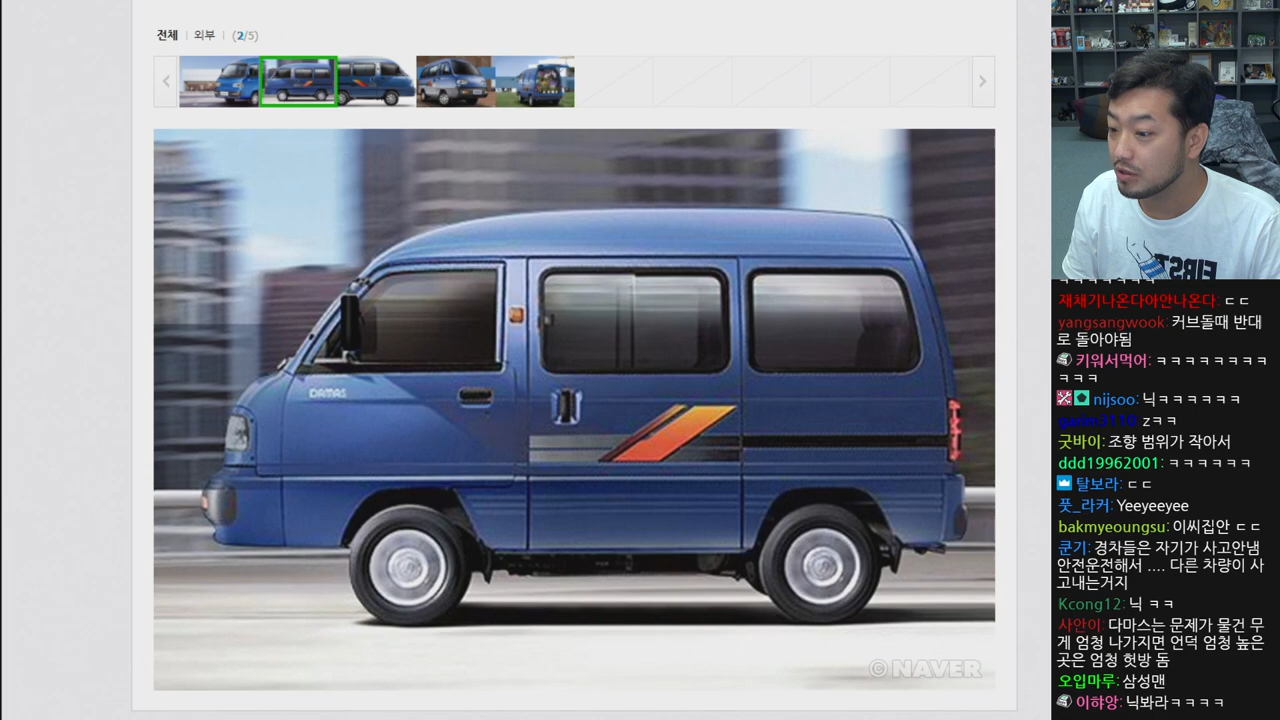 전체 | 외부 | (2/5)
DAMAS
© NAVER
FIRST
재채기나온다아안나온다: ㄷㄷ
yangsangwook: 커브돌때 반대
로 돌아야됨
키워서먹어: ㅋㅋㅋㅋㅋㅋㅋㅋ
ㅋㅋㅋ
nijsoo: 닉ㅋㅋㅋㅋㅋㅋ
zㅋㅋ
굿바이: 조향 범위가 작아서
ddd19962001: ㅋㅋㅋㅋㅋㅋ
탈보라: ㄷㄷ
풋_라커: Yeeyeeyee
bakmyeoungsu: 이씨집안 ㄷㄷ
쿤기: 경차들은 자기가 사고안냄
안전운전해서 .... 다른 차량이 사
고내는거지
Kcong12: 닉 ㅋㅋ
사안이: 다마스는 문제가 물건 무
게 엄청 나가지면 언덕 엄청 높은
곳은 엄청 헛방 돔
오입마루: 삼성맨
이햐앙: 닉봐라ㅋㅋㅋㅋ